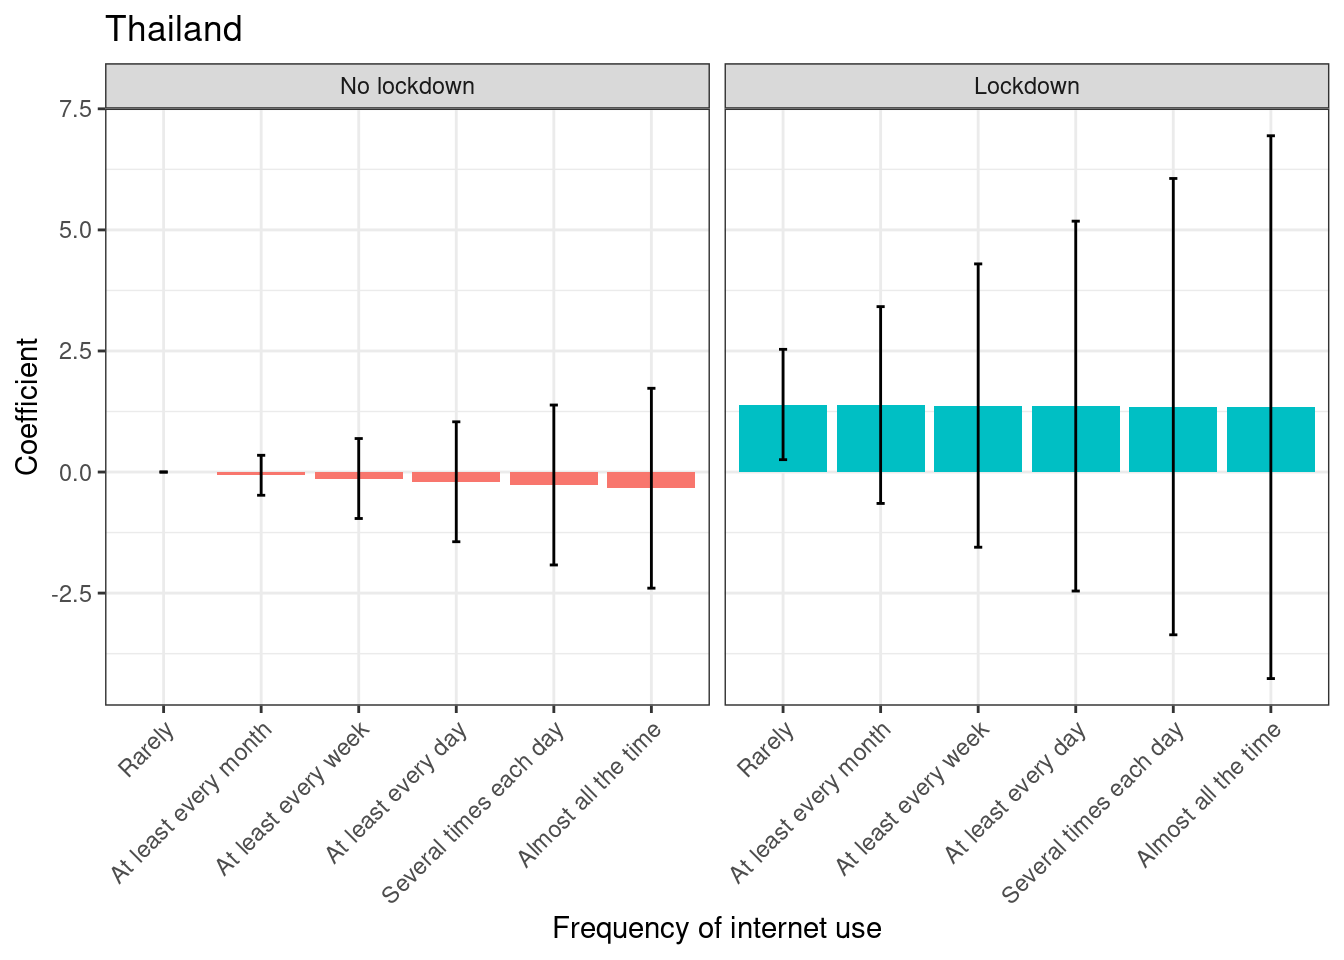 Thailand
No lockdown
Lockdown
7.5
5.0
2.5
0.0
-2.5
Coefficient
Rarely
At least every month
At least every week
At least every day
Several times each day
Almost all the time
Rarely
At least every month
At least every week
At least every day
Several times each day
Almost all the time
Frequency of internet use